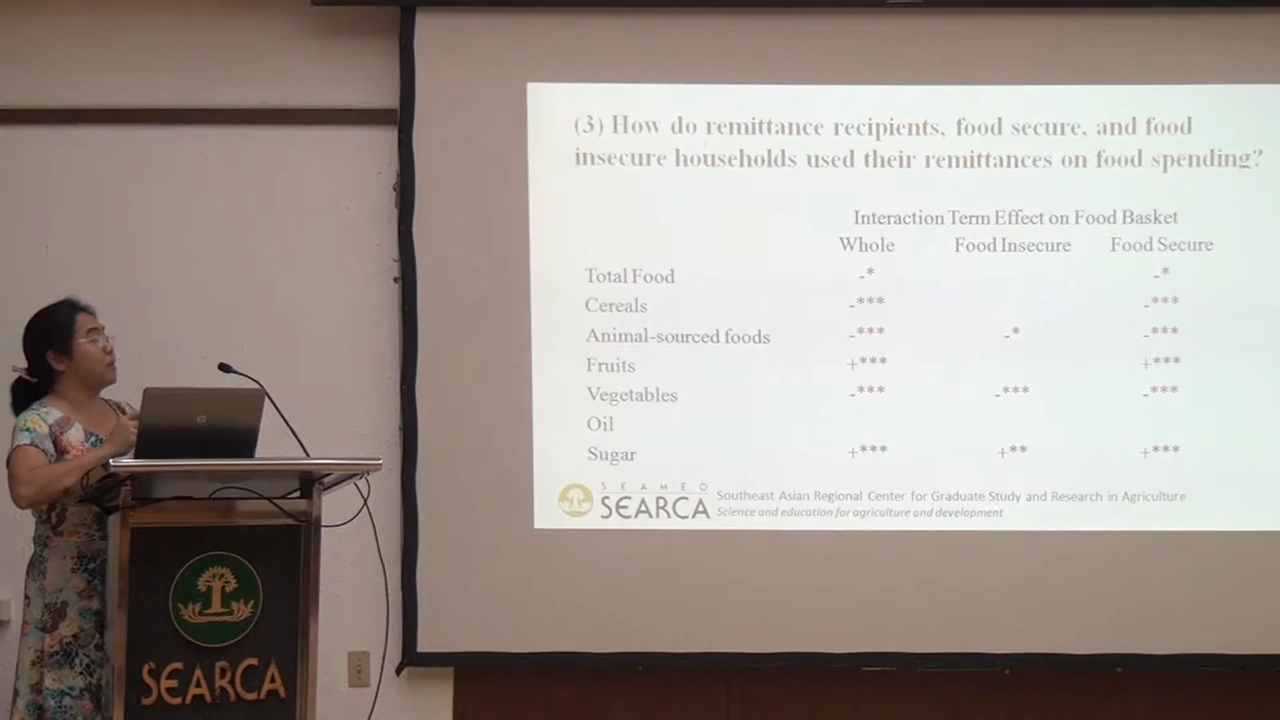 (3) How do remittance recipients, food secure, and food
insecure households used their remittances on food spending?
Interaction Term Effect on Food Basket
Whole Food Insecure Food Secure
Total Food -* -*
Cereals -*** -***
Animal-sourced foods -*** -* -***
Fruits +*** +***
Vegetables -*** -*** -***
Oil
Sugar +*** +** +***
SEAMEO
SEARCA
Southeast Asian Regional Center for Graduate Study and Research in Agriculture
Science and education for agriculture and development
hp
SEARCA